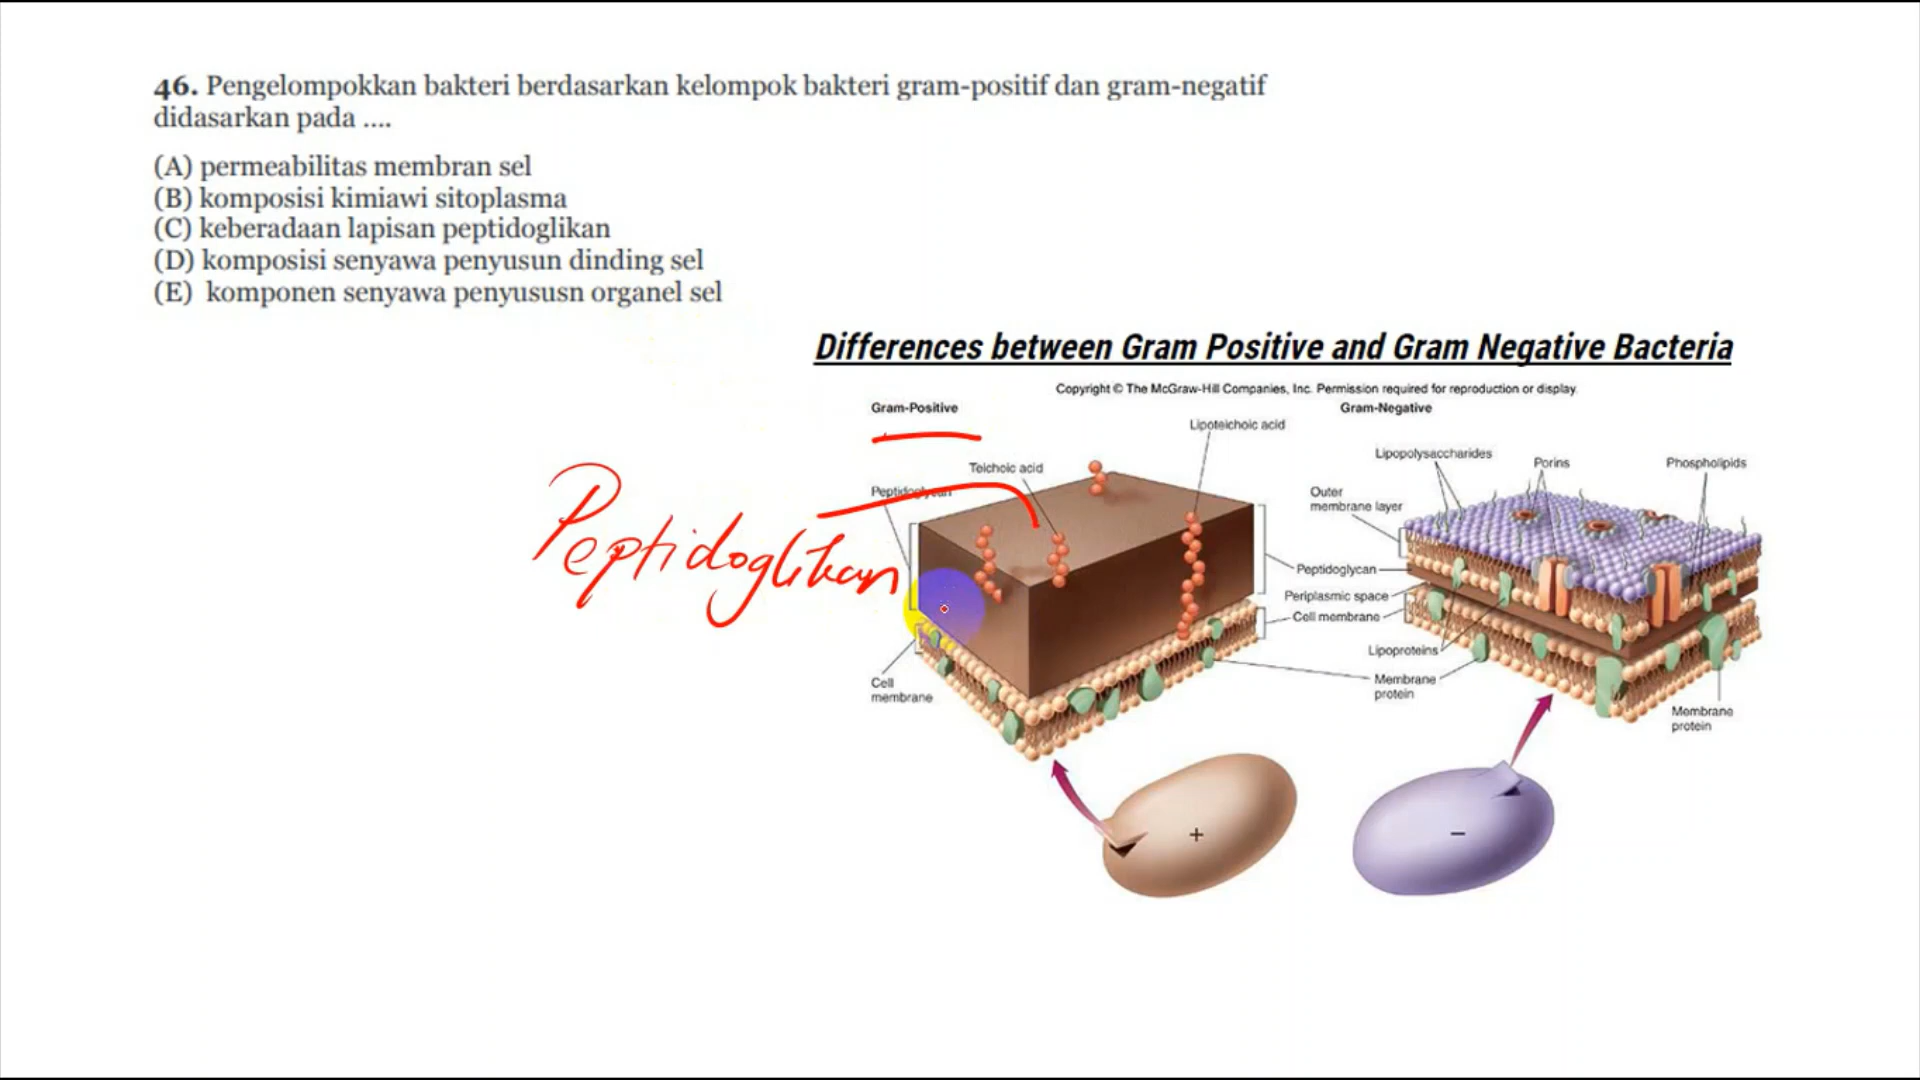 46. Pengelompokkan bakteri berdasarkan kelompok bakteri gram-positif dan gram-negatif
didasarkan pada ....
(A) permeabilitas membran sel
(B) komposisi kimiawi sitoplasma
(C) keberadaan lapisan peptidoglikan
(D) komposisi senyawa penyusun dinding sel
(E) komponen senyawa penyususn organel sel
Differences between Gram Positive and Gram Negative Bacteria
Copyright © The McGraw-Hill Companies, Inc. Permission required for reproduction or display.
Gram-Positive
Gram-Negative
Lipoteichoic acid
Teichoic acid
Peptidoglycan
Peptidoglikan
Cell
membrane
Lipopolysaccharides
Porins
Phospholipids
Outer
membrane layer
Peptidoglycan
Periplasmic space
Cell membrane
Lipoproteins
Membrane
protein
Membrane
protein
+
−